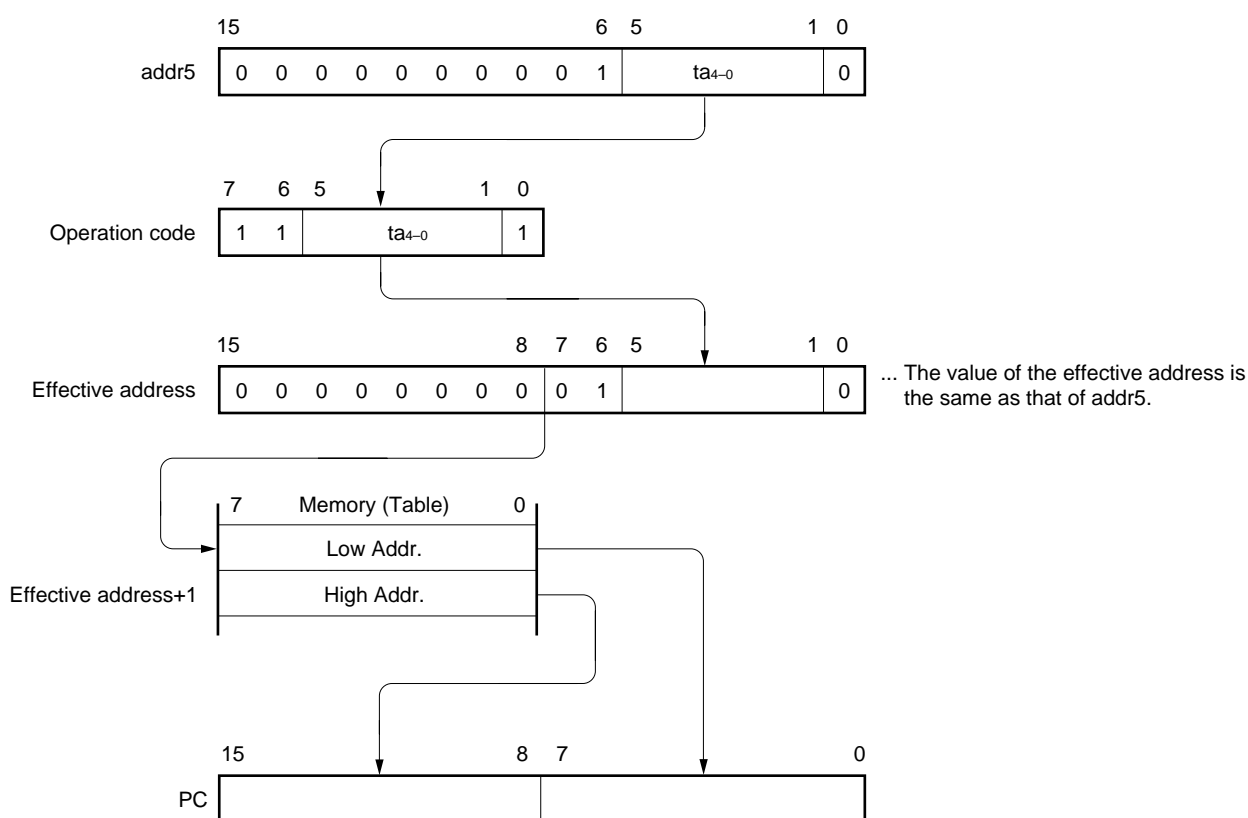 15 6 5 1 0
addr5 0 0 0 0 0 0 0 0 0 1 ta4–0 0
7 6 5 1 0
Operation code 1 1 ta4–0 1
15 8 7 6 5 1 0
Effective address 0 0 0 0 0 0 0 0 0 1 0
... The value of the effective address is
the same as that of addr5.
7 Memory (Table) 0
Low Addr.
Effective address+1 High Addr.
15 8 7 0
PC